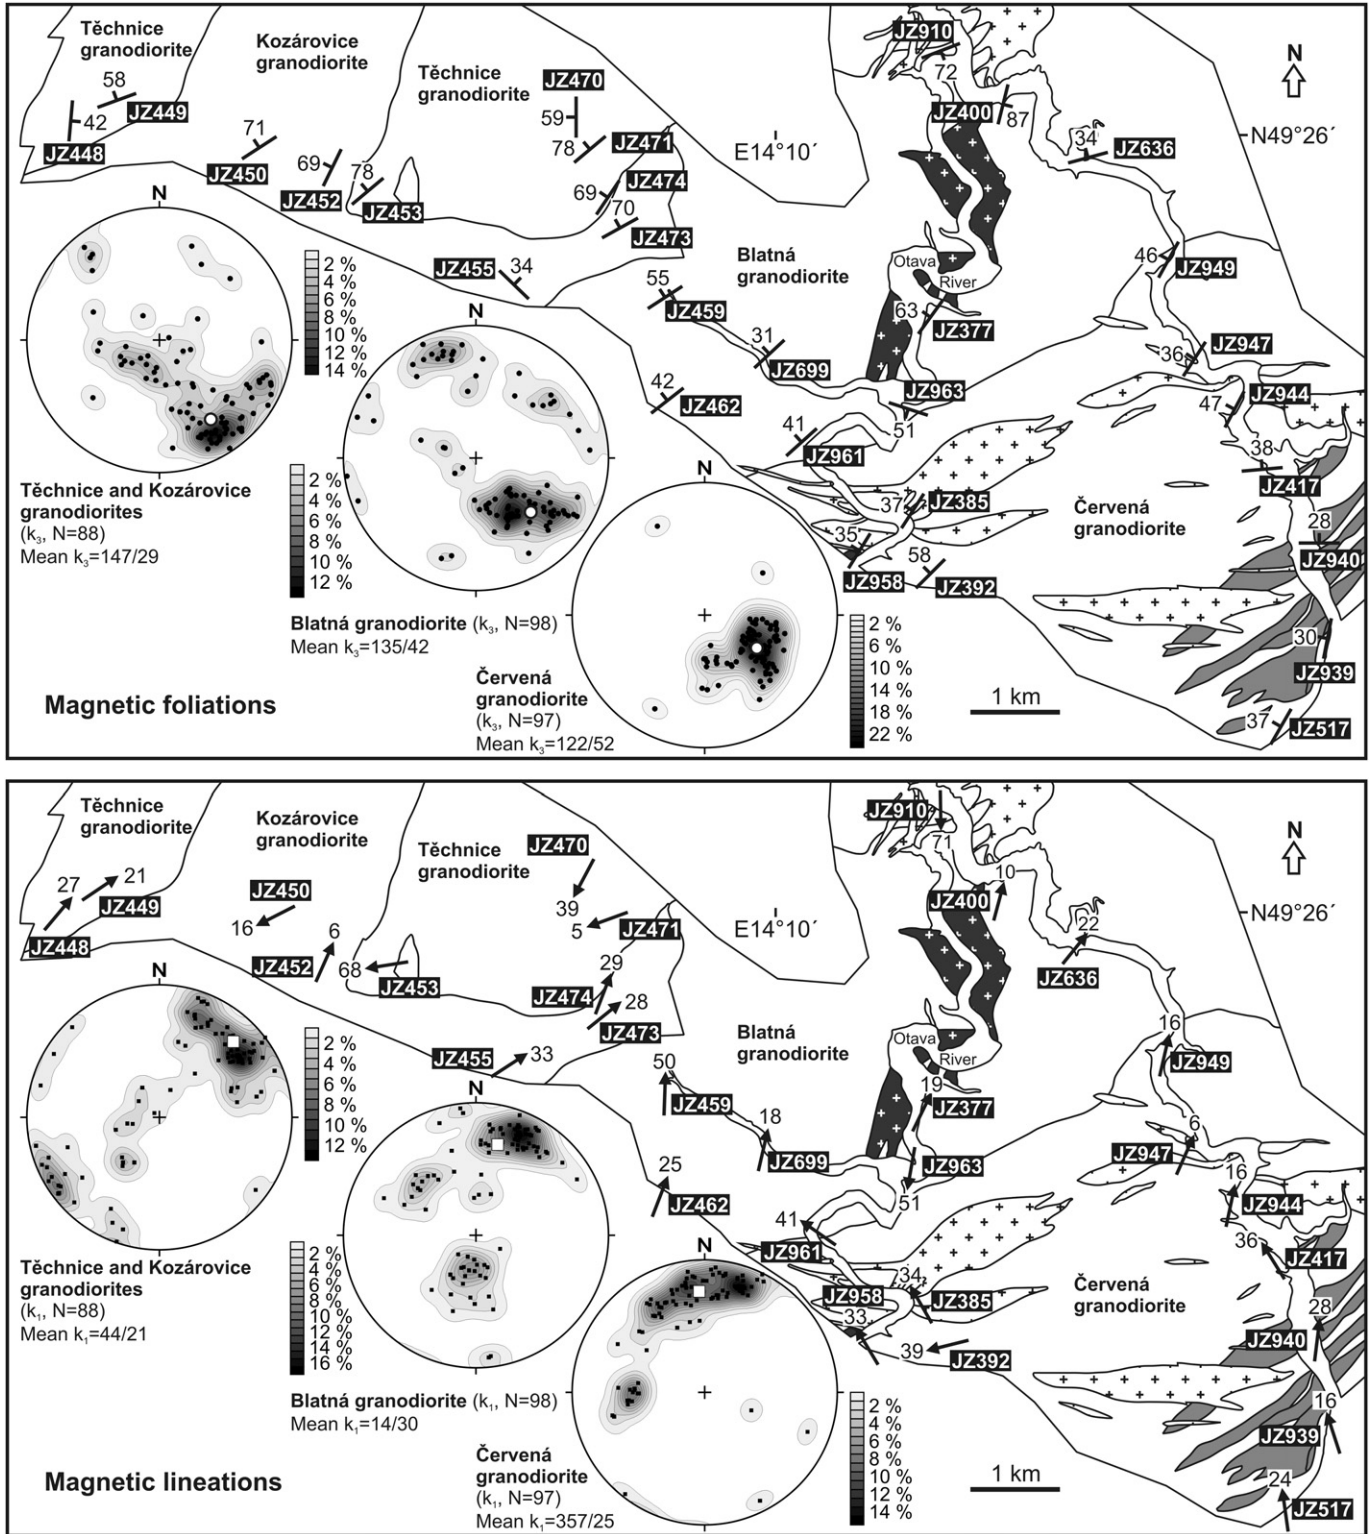 Těchnice
granodiorite
Kozárovice
granodiorite
Těchnice
granodiorite
58
JZ449
42
JZ448
71
JZ450
69
JZ452
78
JZ453
JZ470
59
78
JZ471
JZ474
69
70
JZ473
JZ455
34
E14°10´
N49°26´
N
JZ910
72
JZ400
87
34
JZ636
46
JZ949
Blatná
granodiorite
Otava
River
63
JZ377
55
JZ459
31
JZ699
42
JZ462
JZ963
51
41
JZ961
36
JZ947
JZ944
47
38
JZ417
37
JZ385
35
JZ958
58
JZ392
Červená
granodiorite
28
JZ940
30
JZ939
37
JZ517
N
2 %
4 %
6 %
8 %
10 %
12 %
14 %
Těchnice and Kozárovice
granodiorites
(k3, N=88)
Mean k3=147/29
N
2 %
4 %
6 %
8 %
10 %
12 %
Blatná granodiorite (k3, N=98)
Mean k3=135/42
N
2 %
6 %
10 %
14 %
18 %
22 %
Červená
granodiorite
(k3, N=97)
Mean k3=122/52
Magnetic foliations
1 km
Těchnice
granodiorite
Kozárovice
granodiorite
Těchnice
granodiorite
27
21
JZ449
JZ448
JZ450
16
6
JZ452
68
JZ453
JZ470
39
5
JZ471
29
JZ474
28
JZ473
JZ455
33
E14°10´
N49°26´
N
JZ910
71
10
JZ400
22
JZ636
16
JZ949
Blatná
granodiorite
Otava
River
19
JZ377
50
JZ459
18
JZ699
25
JZ462
JZ963
51
41
JZ961
6
JZ947
16
JZ944
36
JZ417
34
JZ385
JZ958
33
39
JZ392
Červená
granodiorite
28
JZ940
16
JZ939
24
JZ517
N
2 %
4 %
6 %
8 %
10 %
12 %
Těchnice and Kozárovice
granodiorites
(k1, N=88)
Mean k1=44/21
N
2 %
4 %
6 %
8 %
10 %
12 %
14 %
16 %
Blatná granodiorite (k1, N=98)
Mean k1=14/30
N
2 %
4 %
6 %
8 %
10 %
12 %
14 %
Červená
granodiorite
(k1, N=97)
Mean k1=357/25
Magnetic lineations
1 km